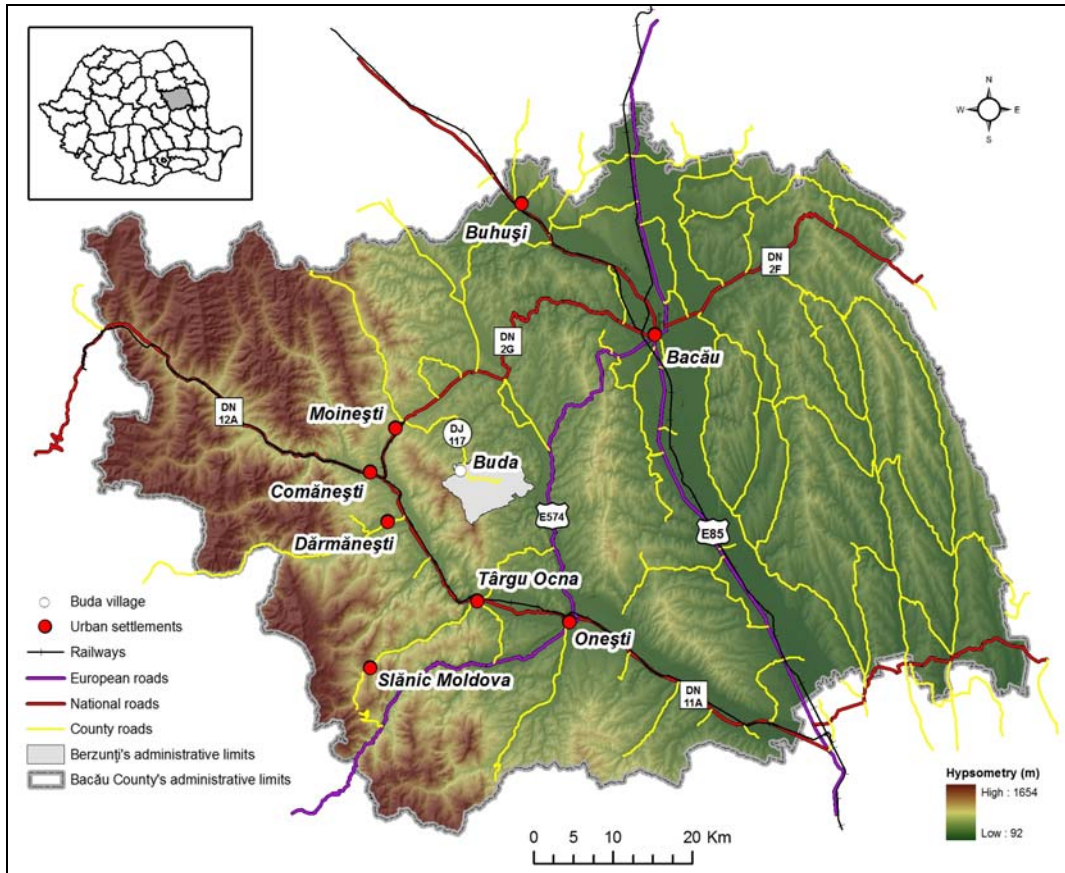 N
W
E
S
Buhuşi
DN
2F
Bacău
DN
2G
DN
12A
Moineşti
DJ
117
Buda
Comăneşti
E574
E85
Dărmăneşti
Târgu Ocna
Oneşti
Slănic Moldova
DN
11A
Buda village
Urban settlements
Railways
European roads
National roads
County roads
Berzunţi's administrative limits
Bacău County's administrative limits
Hypsometry (m)
High : 1654
Low : 92
0 5 10 20 Km